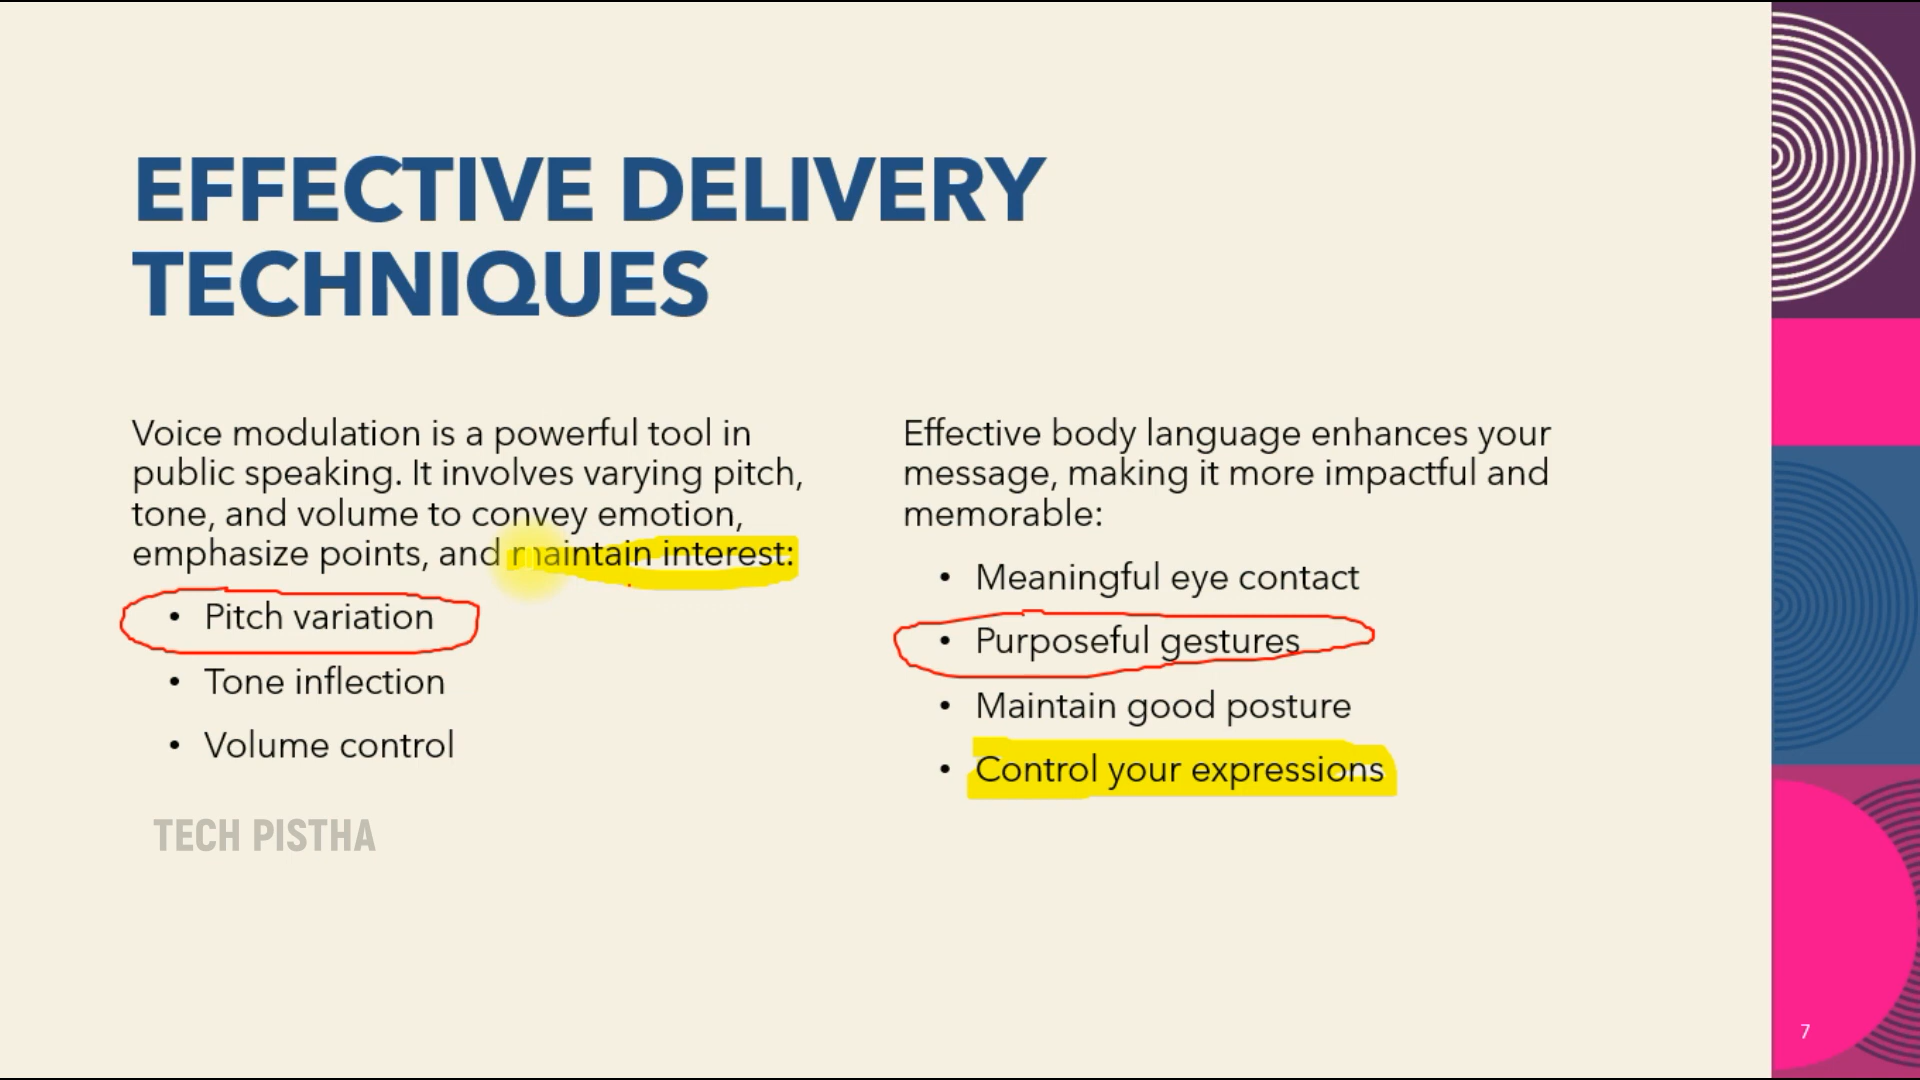 EFFECTIVE DELIVERY
TECHNIQUES
Voice modulation is a powerful tool in
public speaking. It involves varying pitch,
tone, and volume to convey emotion,
emphasize points, and maintain interest:
• Pitch variation
• Tone inflection
• Volume control
TECH PISTHA
Effective body language enhances your
message, making it more impactful and
memorable:
• Meaningful eye contact
• Purposeful gestures
• Maintain good posture
• Control your expressions
7